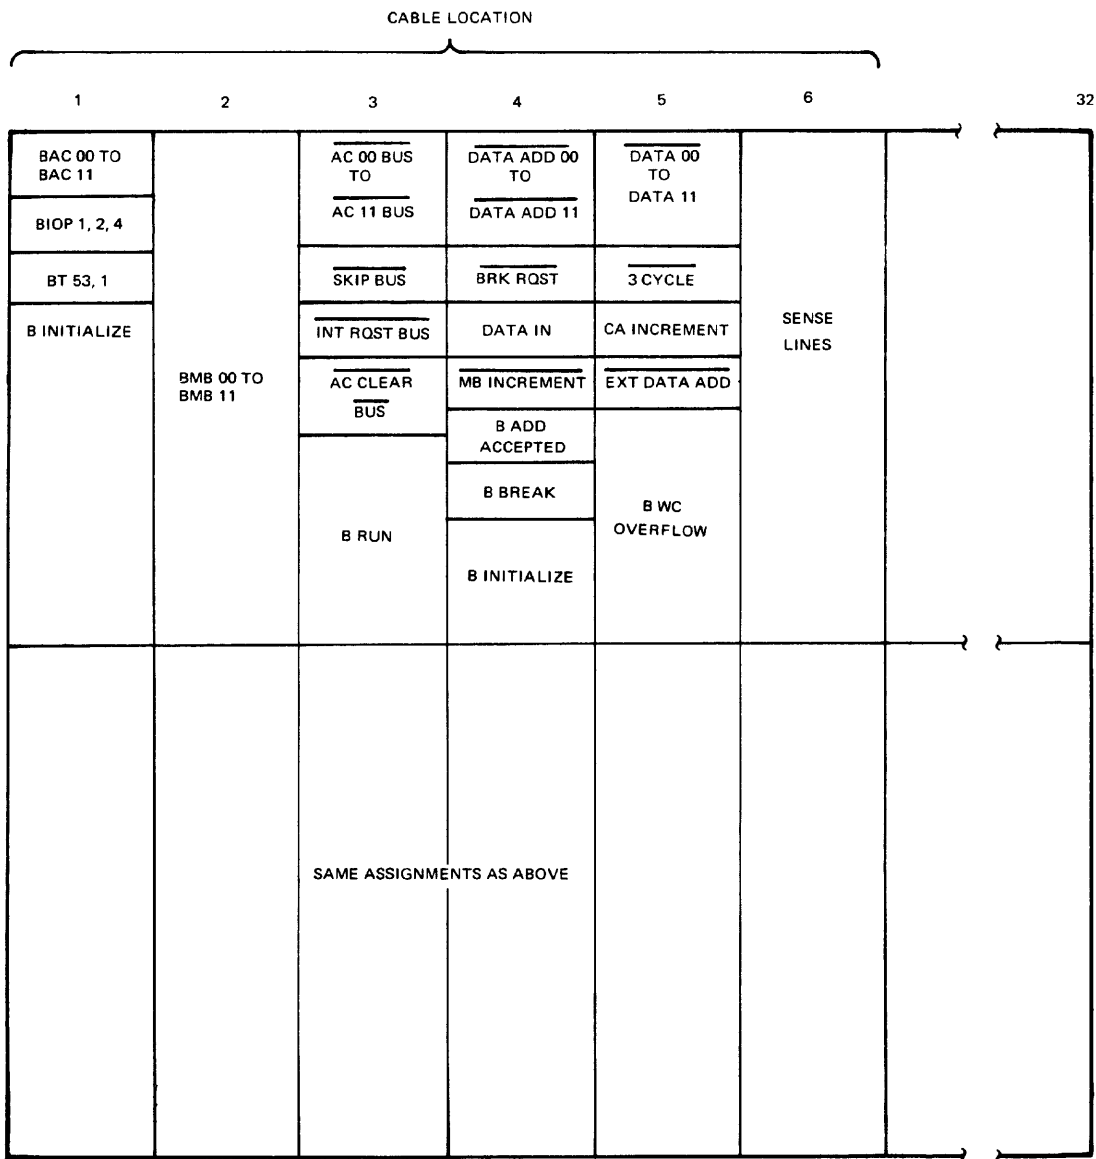 CABLE LOCATION
1 2 3 4 5 6 32
BAC 00 TO
BAC 11
BIOP 1, 2, 4
BT 53, 1
B INITIALIZE
BMB 00 TO
BMB 11
AC 00 BUS
TO
AC 11 BUS
SKIP BUS
INT RQST BUS
AC CLEAR
BUS
B RUN
DATA ADD 00
TO
DATA ADD 11
BRK RQST
DATA IN
MB INCREMENT
B ADD
ACCEPTED
B BREAK
B INITIALIZE
DATA 00
TO
DATA 11
3 CYCLE
CA INCREMENT
EXT DATA ADD
B WC
OVERFLOW
SENSE
LINES
SAME ASSIGNMENTS AS ABOVE